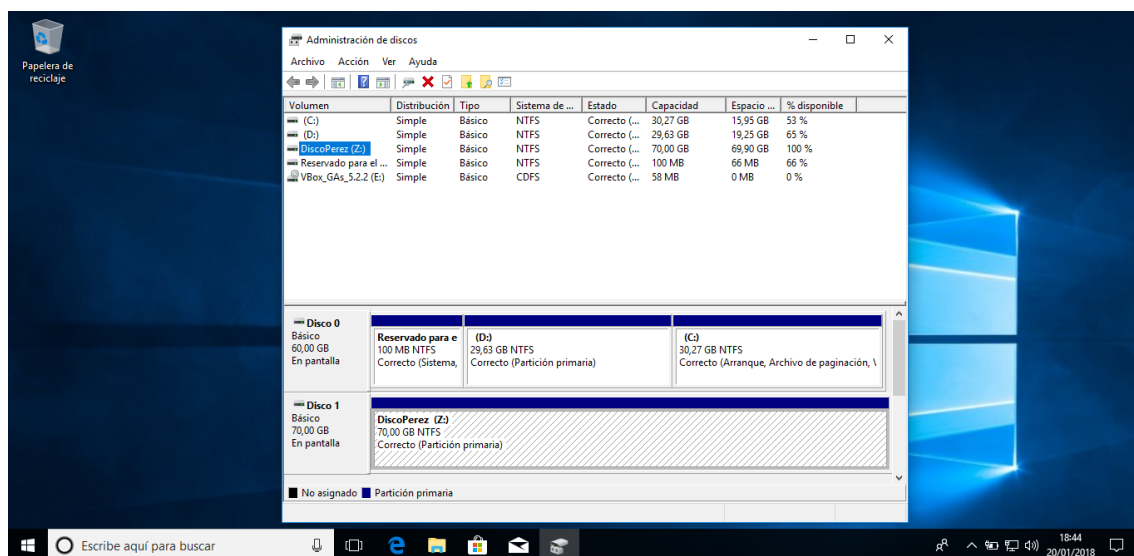 Papelera de
reciclaje
Administración de discos
Archivo Acción Ver Ayuda
Volumen Distribución Tipo Sistema de ... Estado Capacidad Espacio ... % disponible
(C:) Simple Básico NTFS Correcto (... 30,27 GB 15,95 GB 53 %
(D:) Simple Básico NTFS Correcto (... 29,63 GB 19,25 GB 65 %
DiscoPerez (Z:) Simple Básico NTFS Correcto (... 70,00 GB 69,90 GB 100 %
Reservado para el ... Simple Básico NTFS Correcto (... 100 MB 66 MB 66 %
VBox_GAs_5.2.2 (E:) Simple Básico CDFS Correcto (... 58 MB 0 MB 0 %
Disco 0
Básico
60,00 GB
En pantalla
Reservado para e
100 MB NTFS
Correcto (Sistema,
(D:)
29,63 GB NTFS
Correcto (Partición primaria)
(C:)
30,27 GB NTFS
Correcto (Arranque, Archivo de paginación, \
Disco 1
Básico
70,00 GB
En pantalla
DiscoPerez (Z:)
70,00 GB NTFS
Correcto (Partición primaria)
No asignado Partición primaria
Escribe aquí para buscar
18:44
20/01/2018